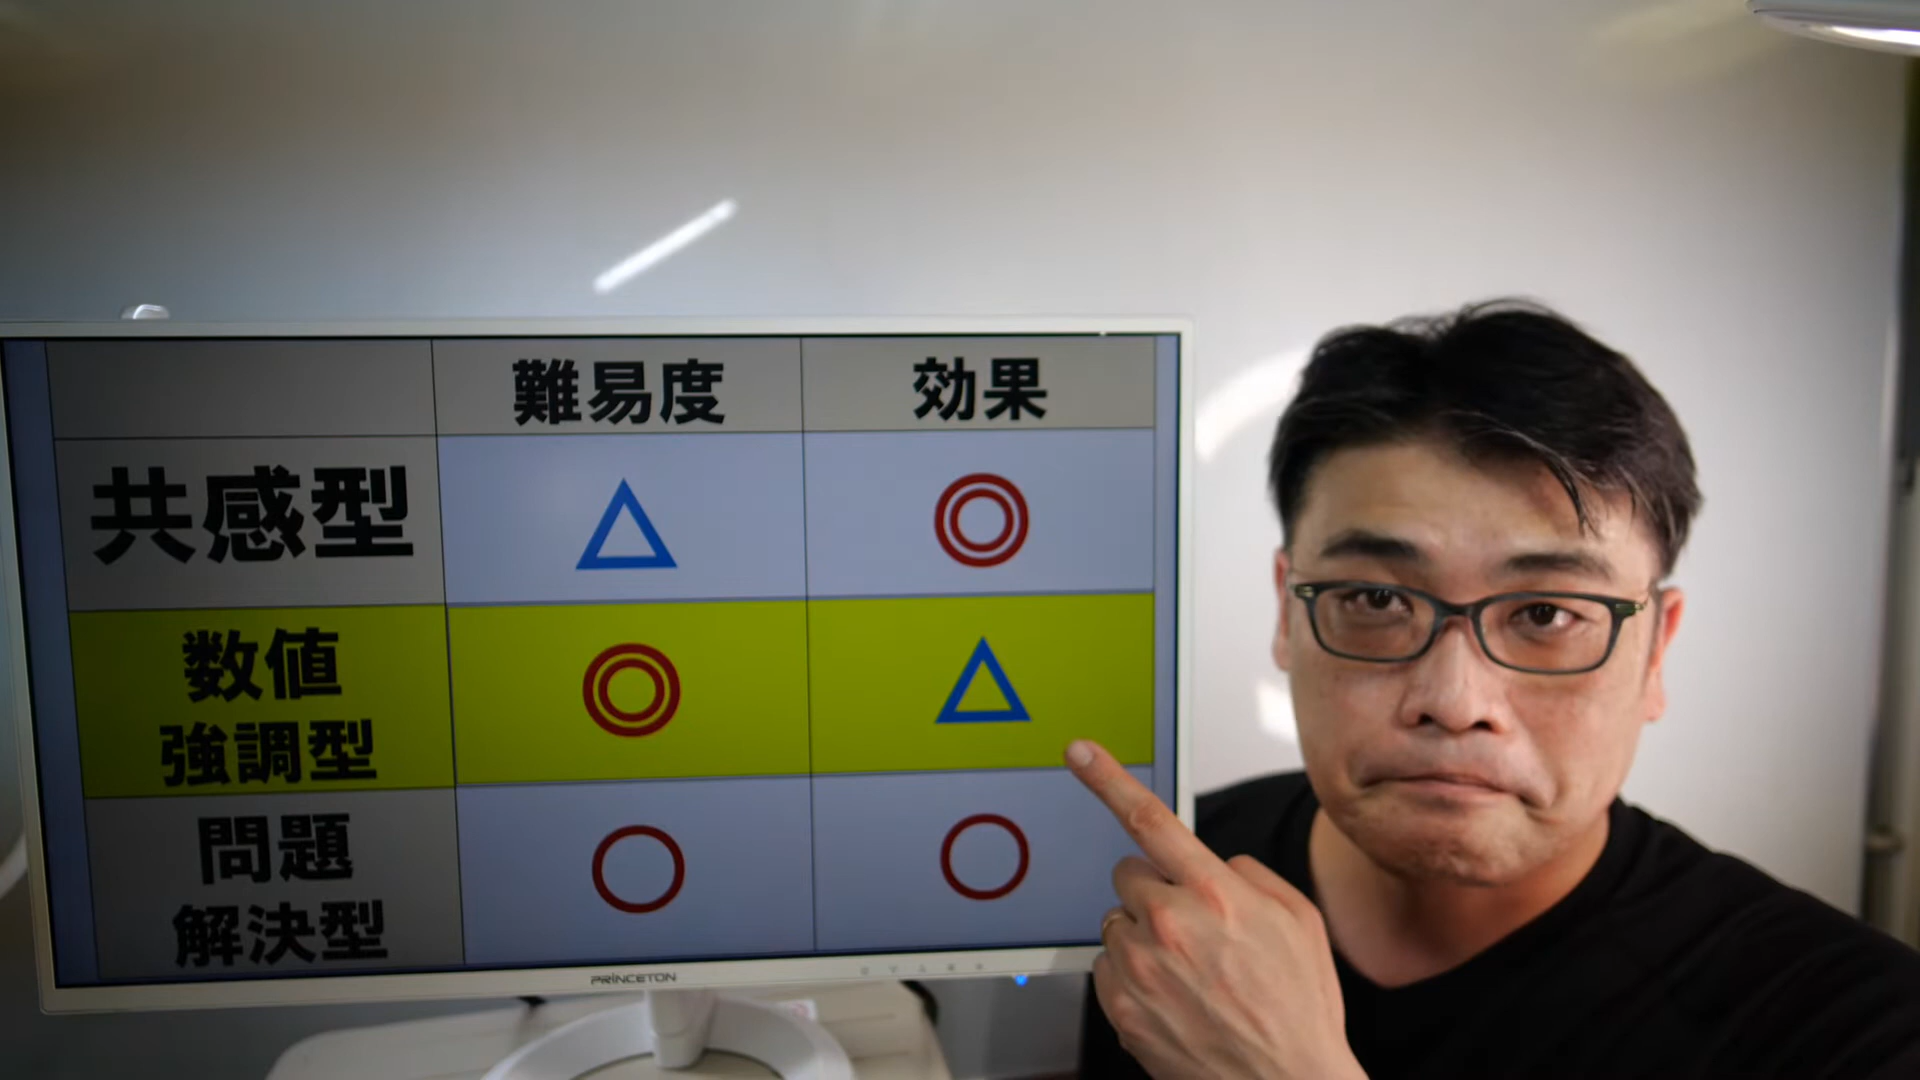 難易度 効果
共感型 △ ◎
数値
強調型 ◎ △
問題
解決型 ○ ○
PRINCETON